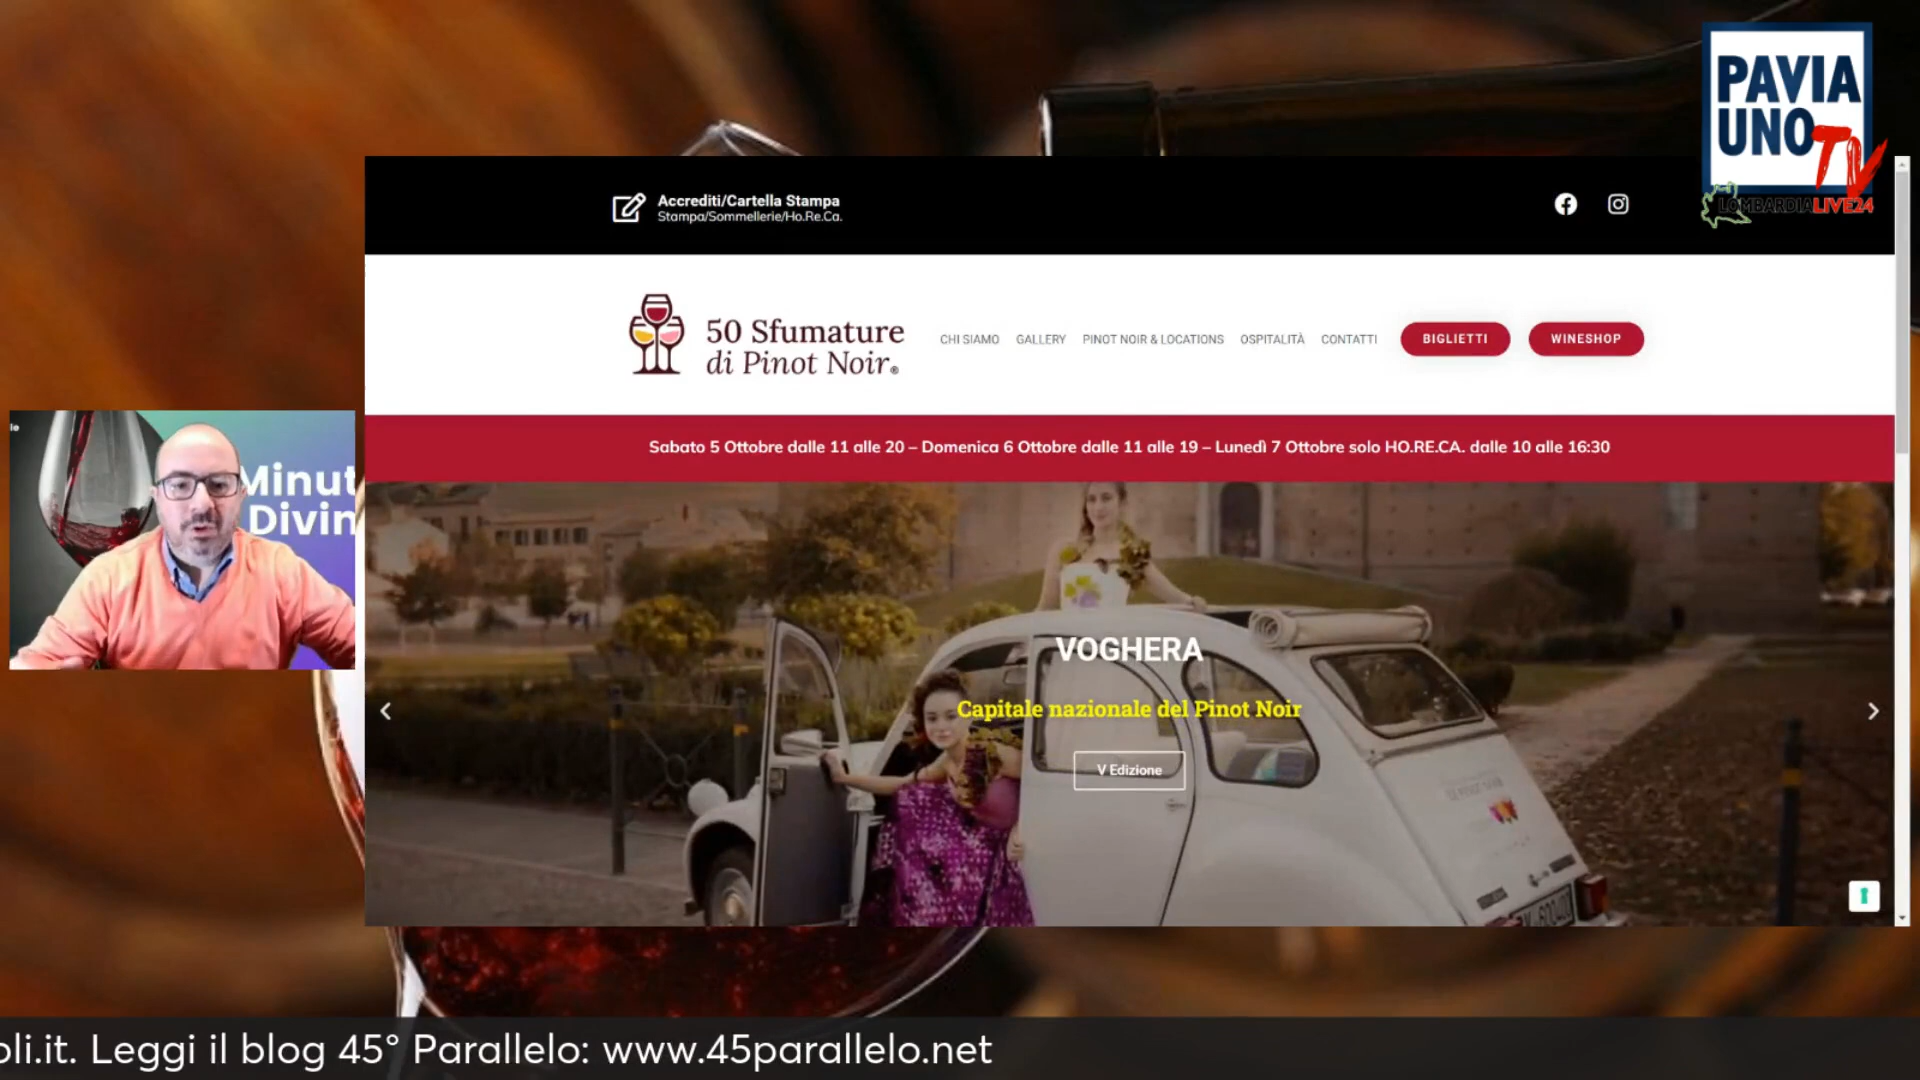 PAVIA
UNO
TV
LOMBARDIALIVE24
Accrediti/Cartella Stampa
Stampa/Sommellerie/Ho.Re.Ca.
50 Sfumature
di Pinot Noir®
CHI SIAMO GALLERY PINOT NOIR & LOCATIONS OSPITALITÀ CONTATTI BIGLIETTI WINESHOP
Sabato 5 Ottobre dalle 11 alle 20 – Domenica 6 Ottobre dalle 11 alle 19 – Lunedì 7 Ottobre solo HO.RE.CA. dalle 10 alle 16:30
le
Minut
Divin
VOGHERA
Capitale nazionale del Pinot Noir
V Edizione
oli.it. Leggi il blog 45° Parallelo: www.45parallelo.net